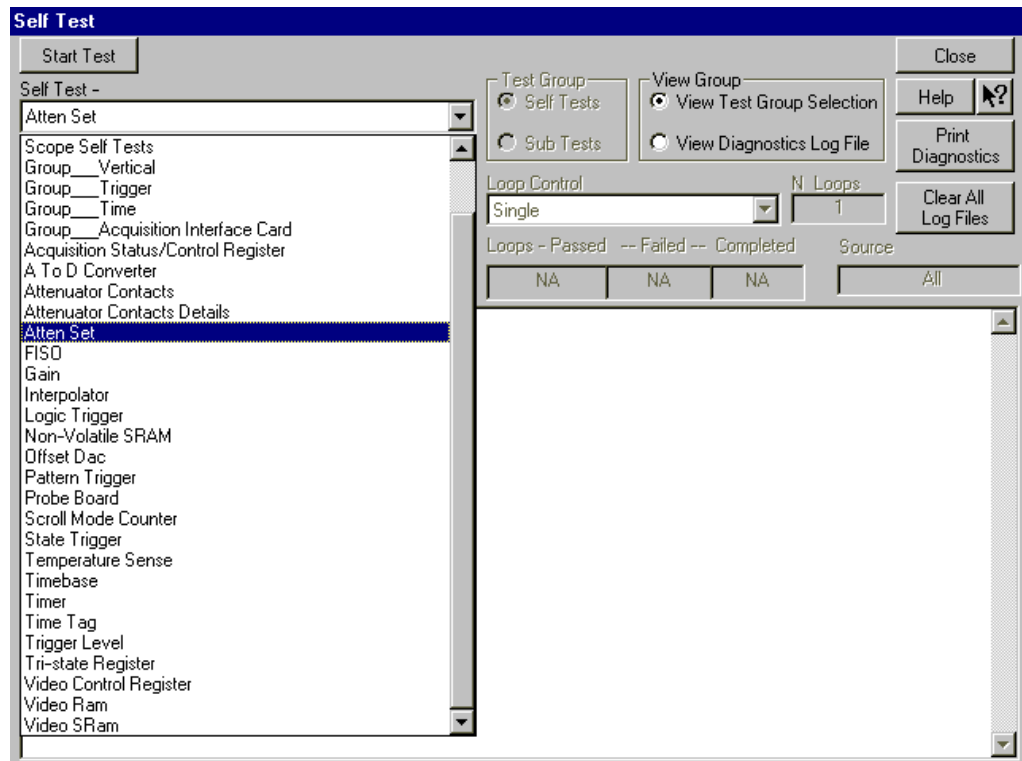 Self Test
Start Test
Close
Self Test -
Atten Set
Test Group
Self Tests
Sub Tests
View Group
View Test Group Selection
View Diagnostics Log File
Help
?
Print
Diagnostics
Clear All
Log Files
Loop Control
N Loops
Single
1
Loops - Passed -- Failed -- Completed
Source
NA
NA
NA
All
Scope Self Tests
Group___Vertical
Group___Trigger
Group___Time
Group___Acquisition Interface Card
Acquisition Status/Control Register
A To D Converter
Attenuator Contacts
Attenuator Contacts Details
Atten Set
FISO
Gain
Interpolator
Logic Trigger
Non-Volatile SRAM
Offset Dac
Pattern Trigger
Probe Board
Scroll Mode Counter
State Trigger
Temperature Sense
Timebase
Timer
Time Tag
Trigger Level
Tri-state Register
Video Control Register
Video Ram
Video SRam